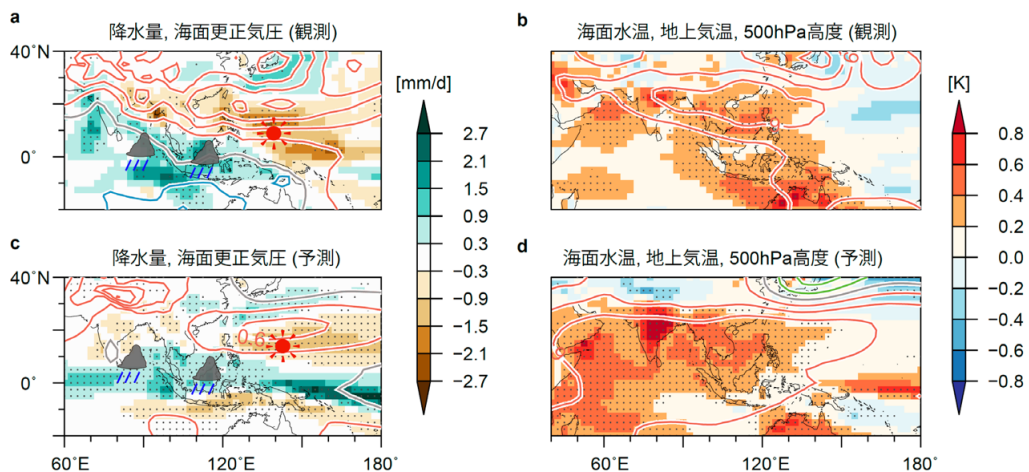 a
降水量, 海面更正気圧 (観測)
40°N
0°
[mm/d]
2.7
2.1
1.5
0.9
0.3
−0.3
−0.9
−1.5
−2.1
−2.7
b
海面水温, 地上気温, 500hPa高度 (観測)
[K]
0.8
0.6
0.4
0.2
0.0
−0.2
−0.4
−0.6
−0.8
c
降水量, 海面更正気圧 (予測)
40°N
0°
0.6
60°E
120°E
180°
d
海面水温, 地上気温, 500hPa高度 (予測)
60°E
120°E
180°